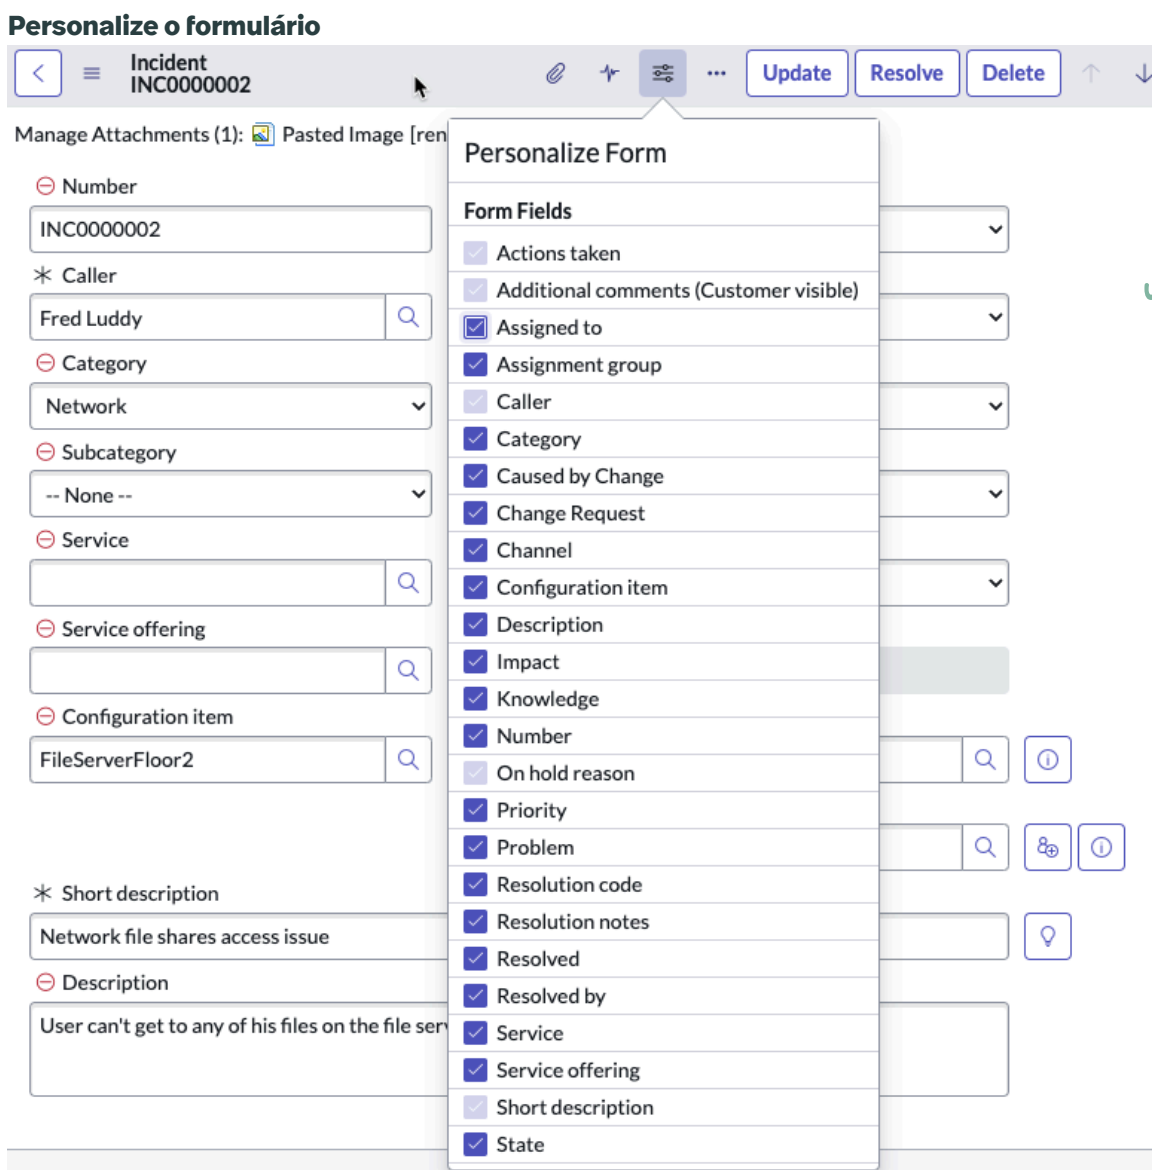 Personalize o formulário
Incident
INC0000002
Update
Resolve
Delete
Manage Attachments (1): Pasted Image [ren
Number
INC0000002
Caller
Fred Luddy
Category
Network
Subcategory
-- None --
Service
Service offering
Configuration item
FileServerFloor2
Short description
Network file shares access issue
Description
User can't get to any of his files on the file ser
Personalize Form
Form Fields
Actions taken
Additional comments (Customer visible)
Assigned to
Assignment group
Caller
Category
Caused by Change
Change Request
Channel
Configuration item
Description
Impact
Knowledge
Number
On hold reason
Priority
Problem
Resolution code
Resolution notes
Resolved
Resolved by
Service
Service offering
Short description
State